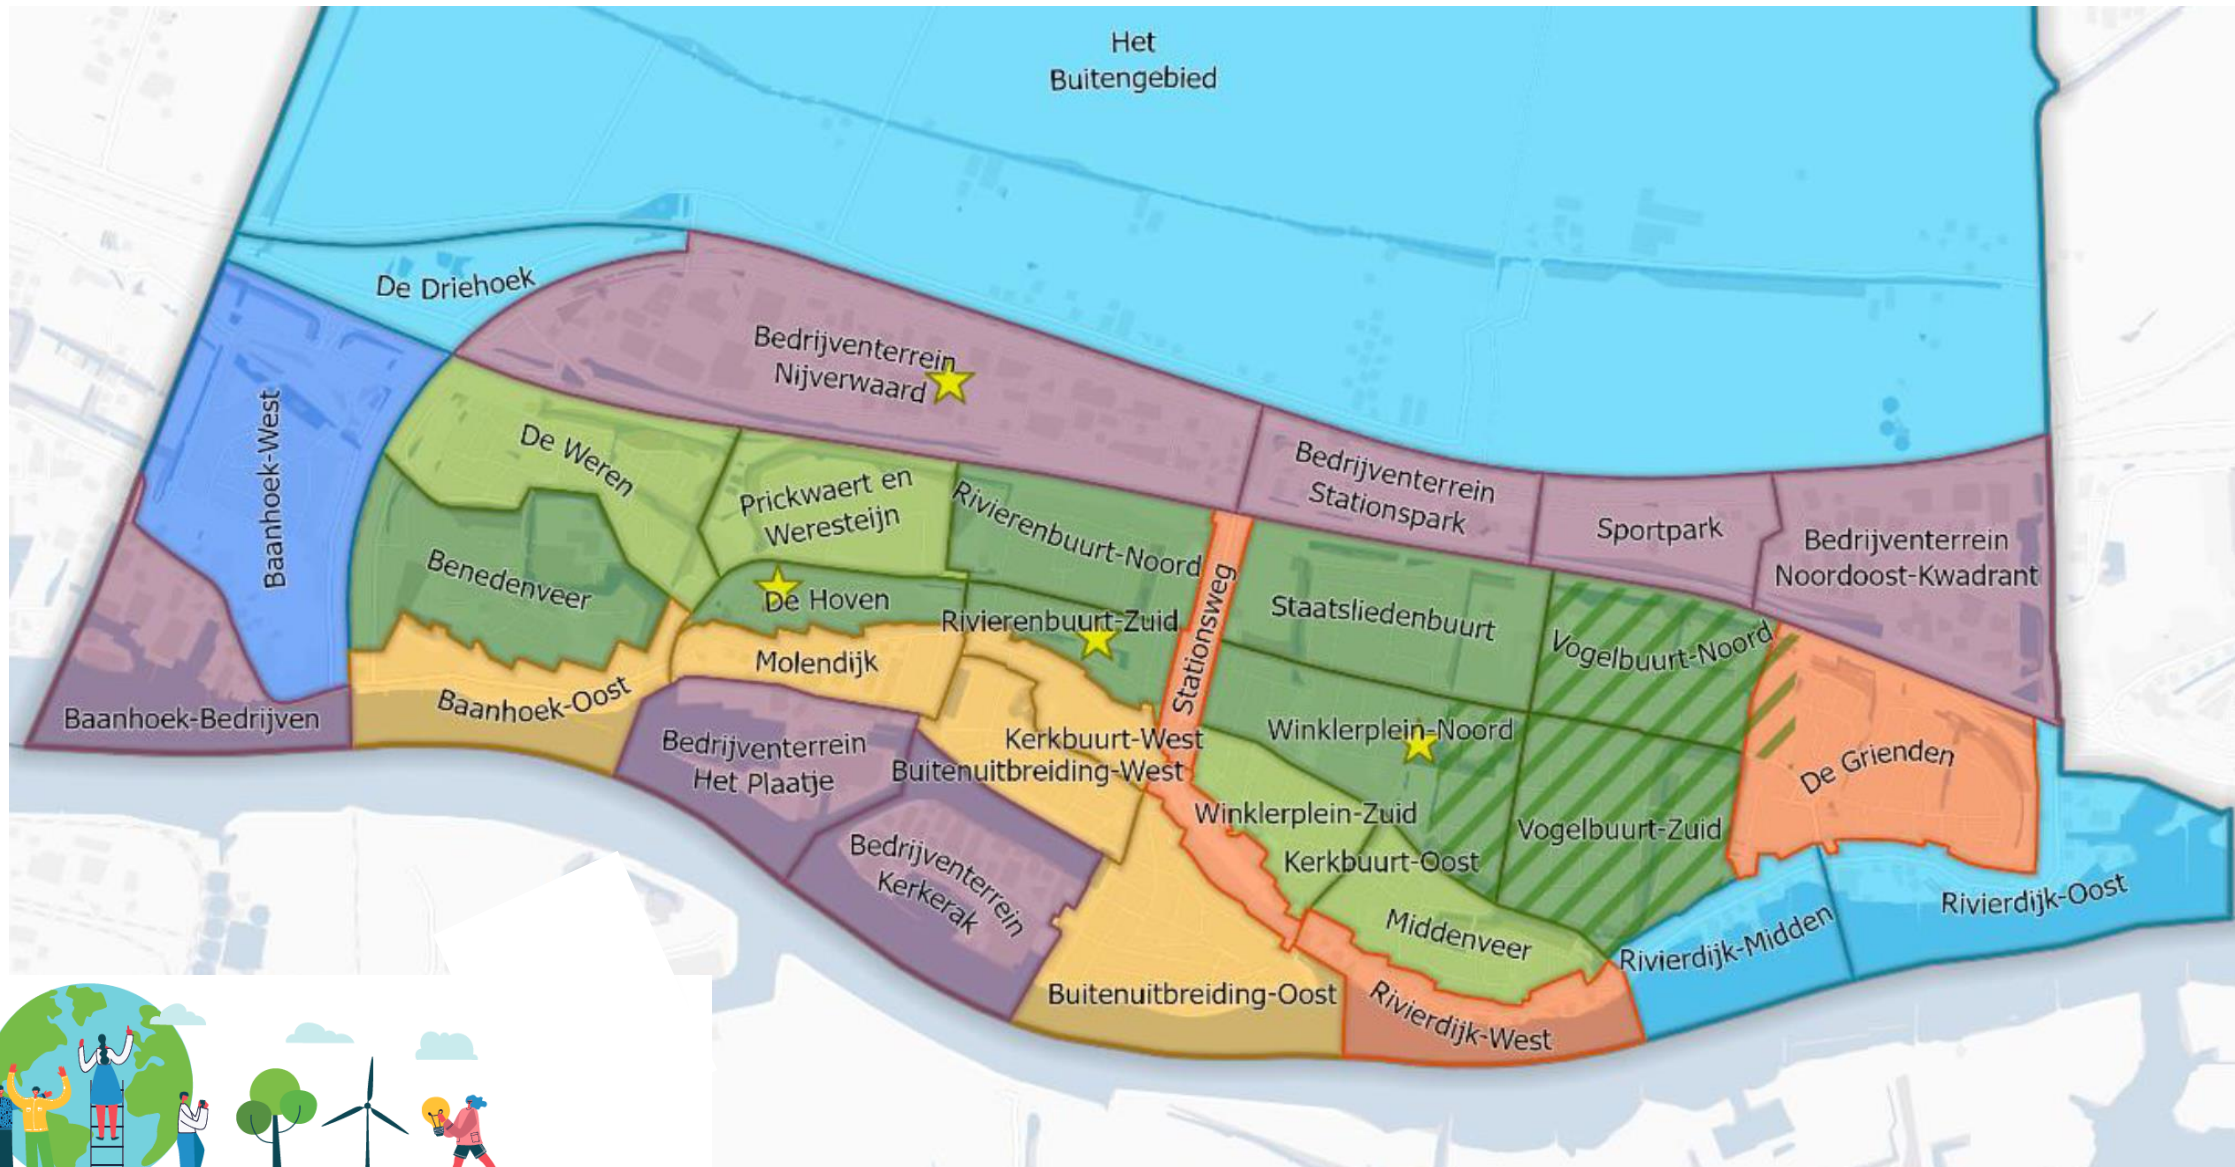 Het
Buitengebied
De Driehoek
Bedrijventerrein
Nijverwaard
Baanhoek-West
De Weren
Prickwaert en
Weresteijn
Rivierenbuurt-Noord
Bedrijventerrein
Stationspark
Sportpark
Bedrijventerrein
Noordoost-Kwadrant
Benedenveer
De Hoven
Rivierenbuurt-Zuid
Stationsweg
Staatsliedenbuurt
Vogelbuurt-Noord
Molendijk
Baanhoek-Bedrijven
Baanhoek-Oost
Bedrijventerrein
Het Plaatje
Kerkbuurt-West
Buitenuitbreiding-West
Winklerplein-Noord
De Grienden
Winklerplein-Zuid
Vogelbuurt-Zuid
Kerkbuurt-Oost
Bedrijventerrein
Kerkerak
Middenveer
Rivierdijk-Midden
Rivierdijk-Oost
Buitenuitbreiding-Oost
Rivierdijk-West